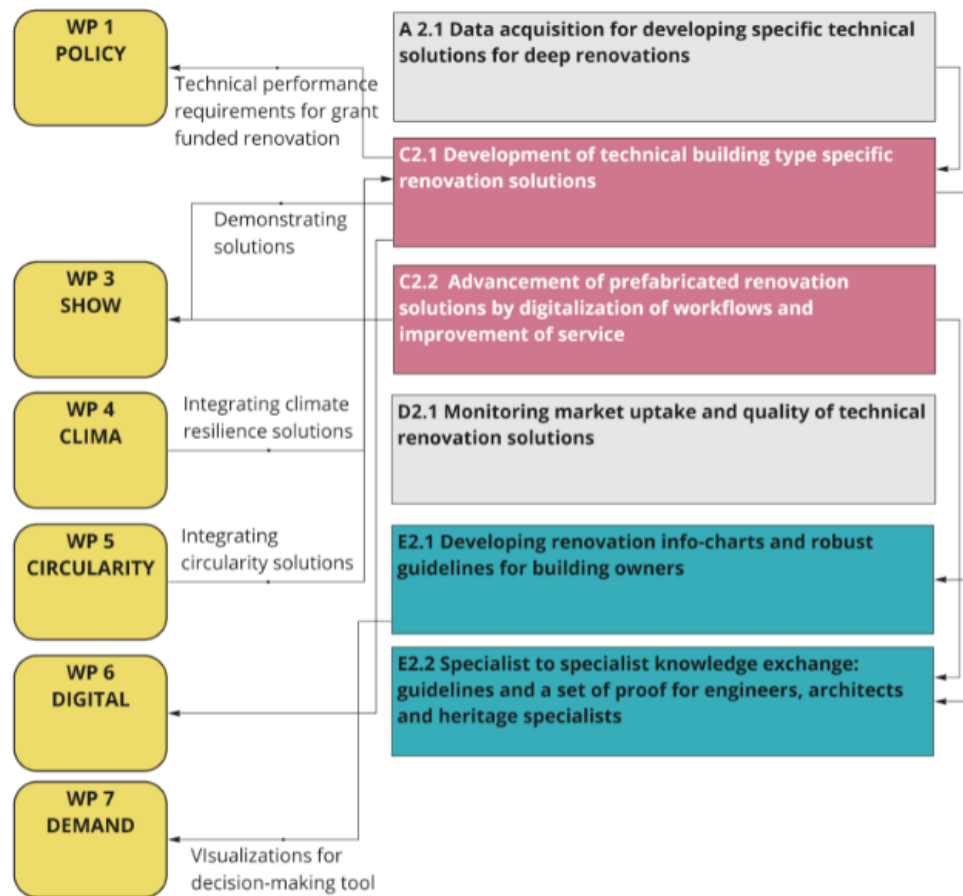 WP 1
POLICY
A 2.1 Data acquisition for developing specific technical
solutions for deep renovations
Technical performance
requirements for grant
funded renovation
C2.1 Development of technical building type specific
renovation solutions
Demonstrating
solutions
WP 3
SHOW
C2.2 Advancement of prefabricated renovation
solutions by digitalization of workflows and
improvement of service
WP 4
CLIMA
Integrating climate
resilience solutions
D2.1 Monitoring market uptake and quality of technical
renovation solutions
WP 5
CIRCULARITY
Integrating
circularity solutions
E2.1 Developing renovation info-charts and robust
guidelines for building owners
WP 6
DIGITAL
E2.2 Specialist to specialist knowledge exchange:
guidelines and a set of proof for engineers, architects
and heritage specialists
WP 7
DEMAND
VIsualizations for
decision-making tool